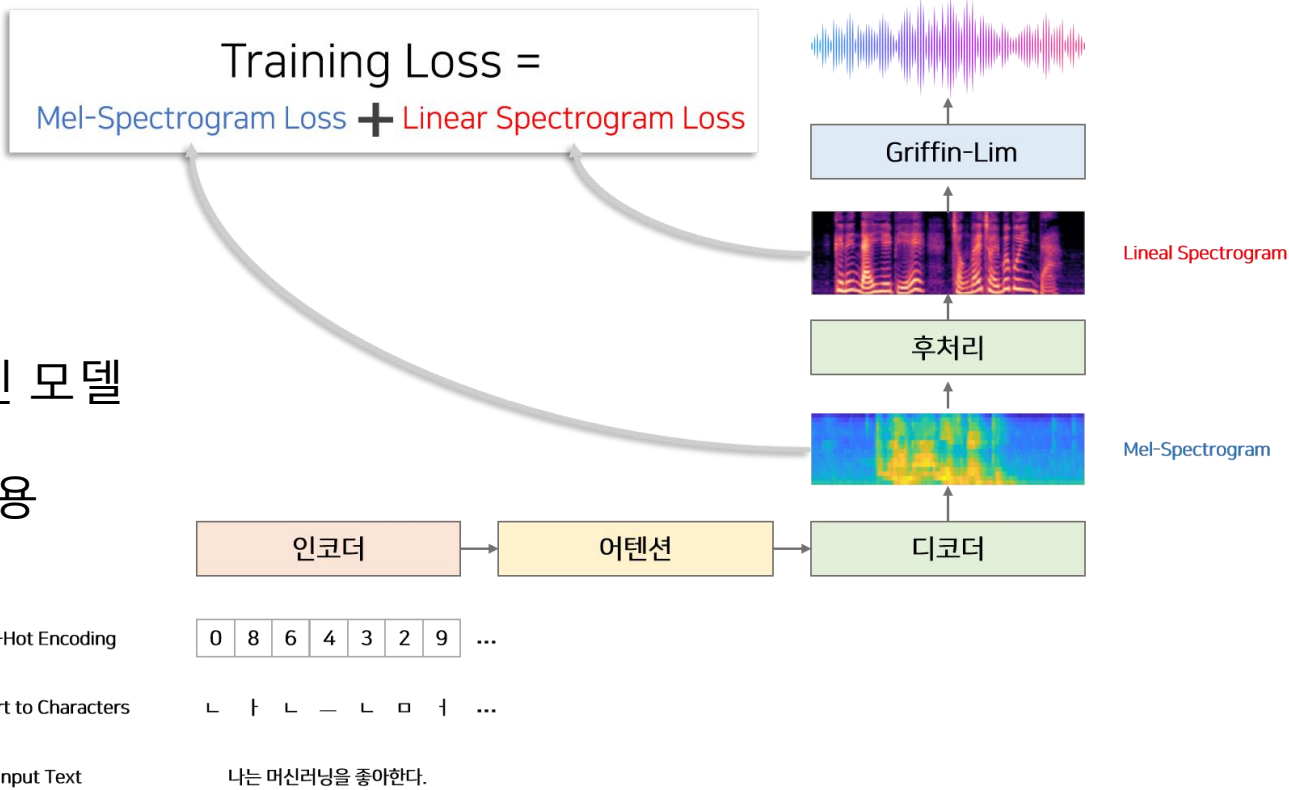 Training Loss =
Mel-Spectrogram Loss + Linear Spectrogram Loss
Griffin-Lim
Lineal Spectrogram
후처리
모델
Mel-Spectrogram
용
인코더
어텐션
디코더
-Hot Encoding
0 8 6 4 3 2 9 ...
rt to Characters
ㄴ ㅏ ㄴ ㅡ ㄴ ㅁ ㅓ ...
nput Text
나는 머신러닝을 좋아한다.